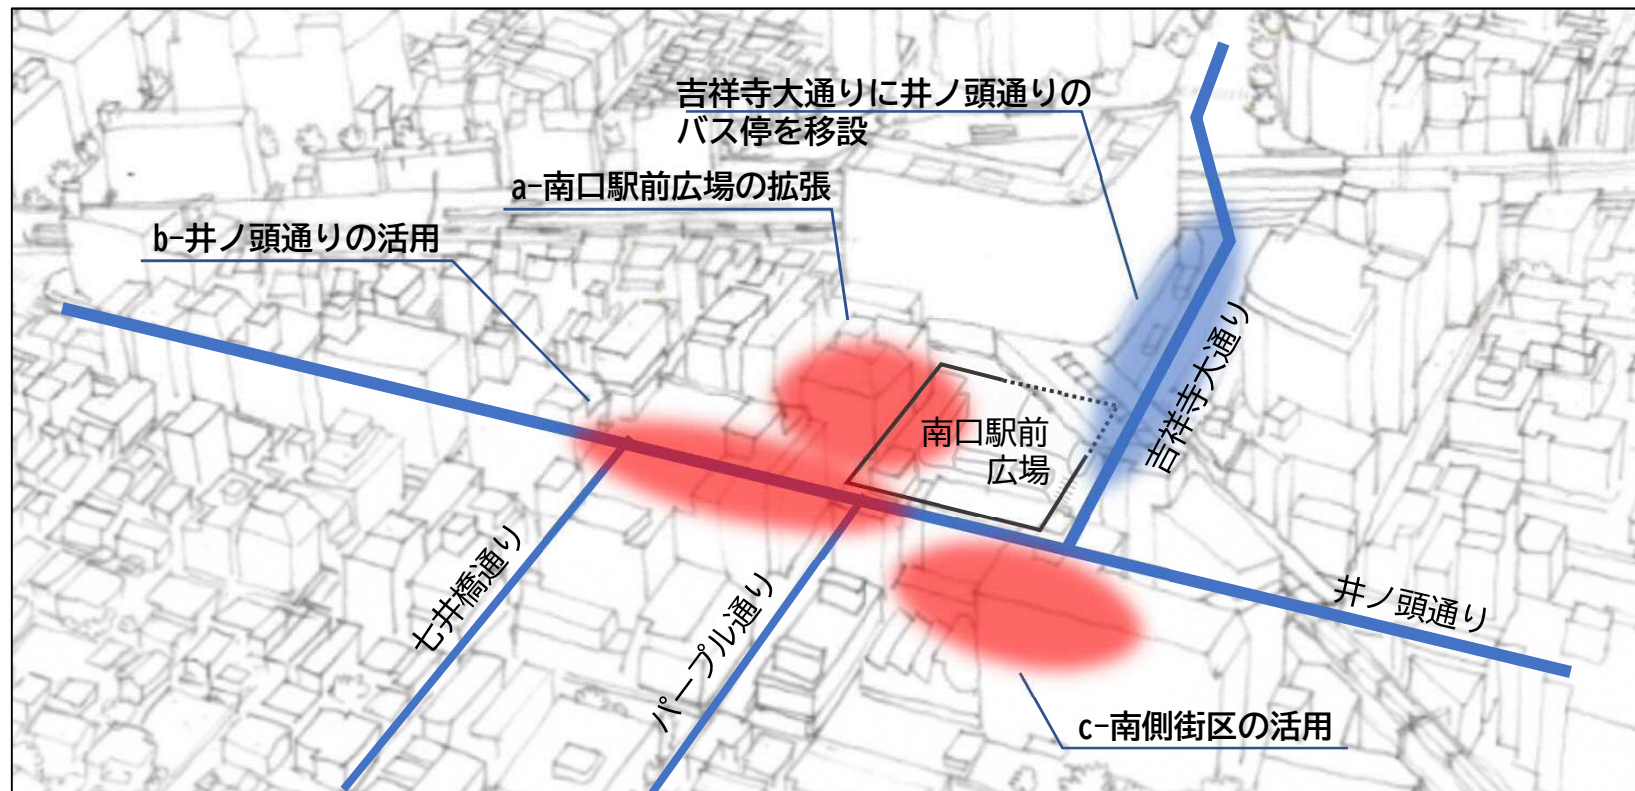 吉祥寺大通りに井ノ頭通りの
バス停を移設
a-南口駅前広場の拡張
b-井ノ頭通りの活用
吉祥寺大通り
南口駅前
広場
七井橋通り
パープル通り
井ノ頭通り
c-南側街区の活用